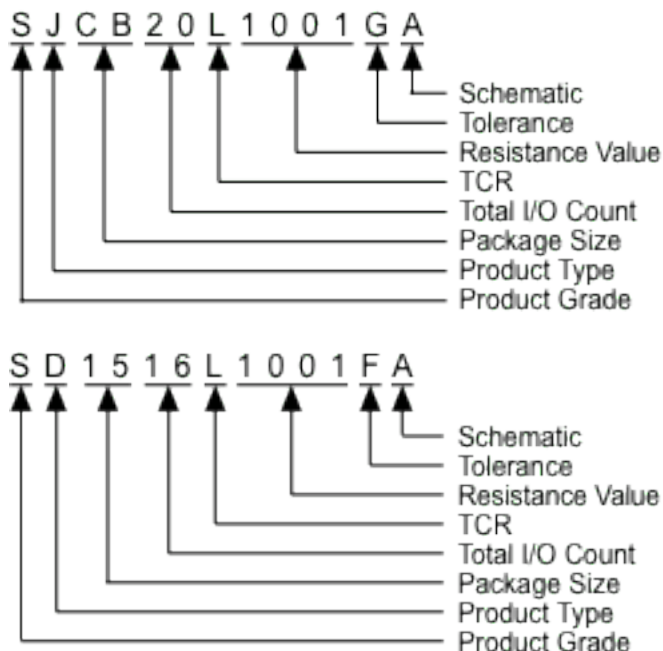 S J C B 2 0 L 1 0 0 1 G A
Schematic
Tolerance
Resistance Value
TCR
Total I/O Count
Package Size
Product Type
Product Grade
S D 1 5 1 6 L 1 0 0 1 F A
Schematic
Tolerance
Resistance Value
TCR
Total I/O Count
Package Size
Product Type
Product Grade